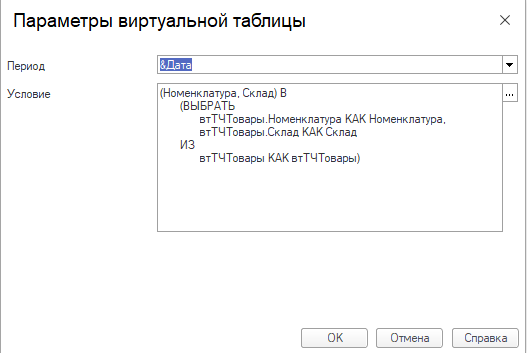 Параметры виртуальной таблицы
Период
&Дата
Условие
(Номенклатура, Склад) В
(ВЫБРАТЬ
втТЧТовары.Номенклатура КАК Номенклатура,
втТЧТовары.Склад КАК Склад
ИЗ
втТЧТовары КАК втТЧТовары)
...
ОК
Отмена
Справка